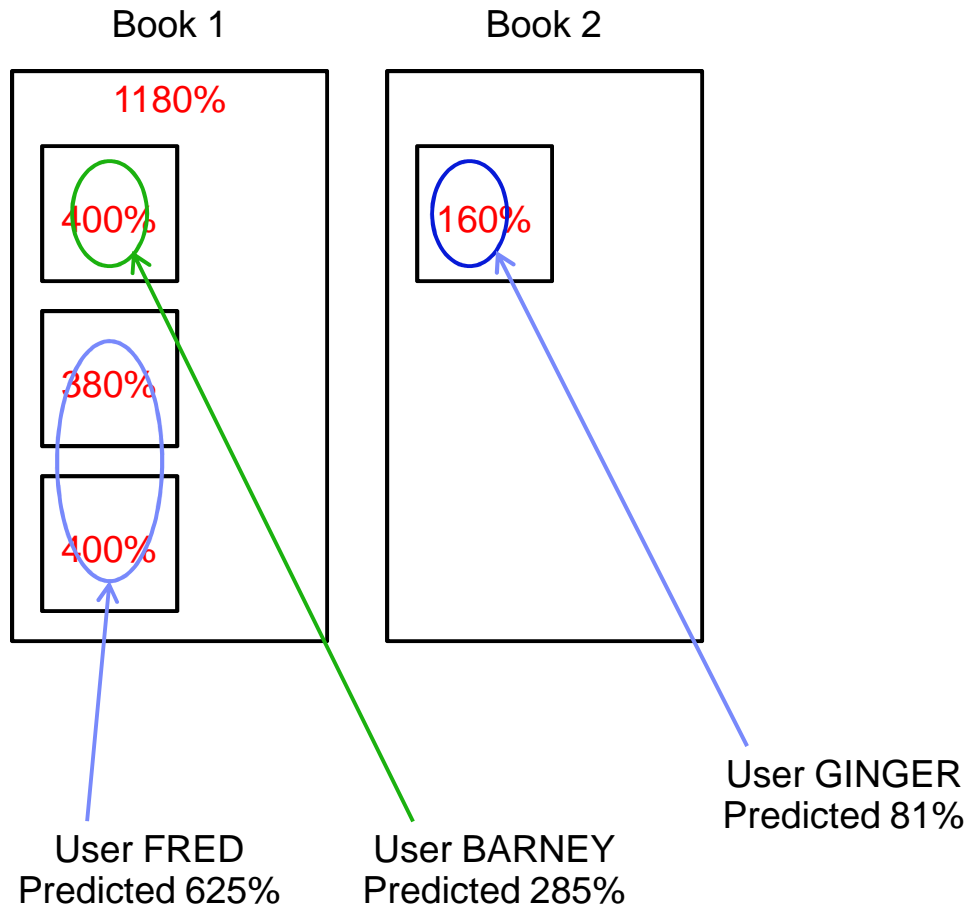 Book 1
Book 2
1180%
400%
160%
380%
400%
User GINGER
Predicted 81%
User FRED
Predicted 625%
User BARNEY
Predicted 285%